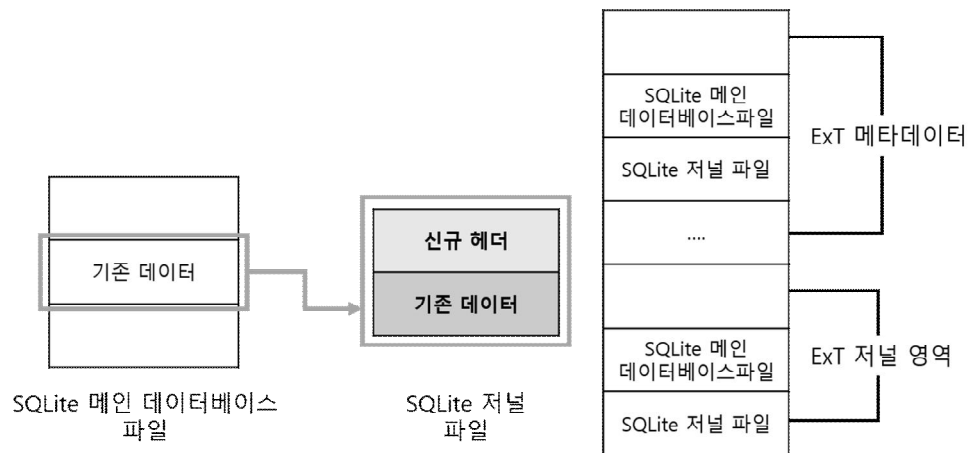 기존 데이터
SQLite 메인 데이터베이스
파일
신규 헤더
기존 데이터
SQLite 저널
파일
SQLite 메인
데이터베이스파일
SQLite 저널 파일
....
SQLite 메인
데이터베이스파일
SQLite 저널 파일
ExT 메타데이터
ExT 저널 영역